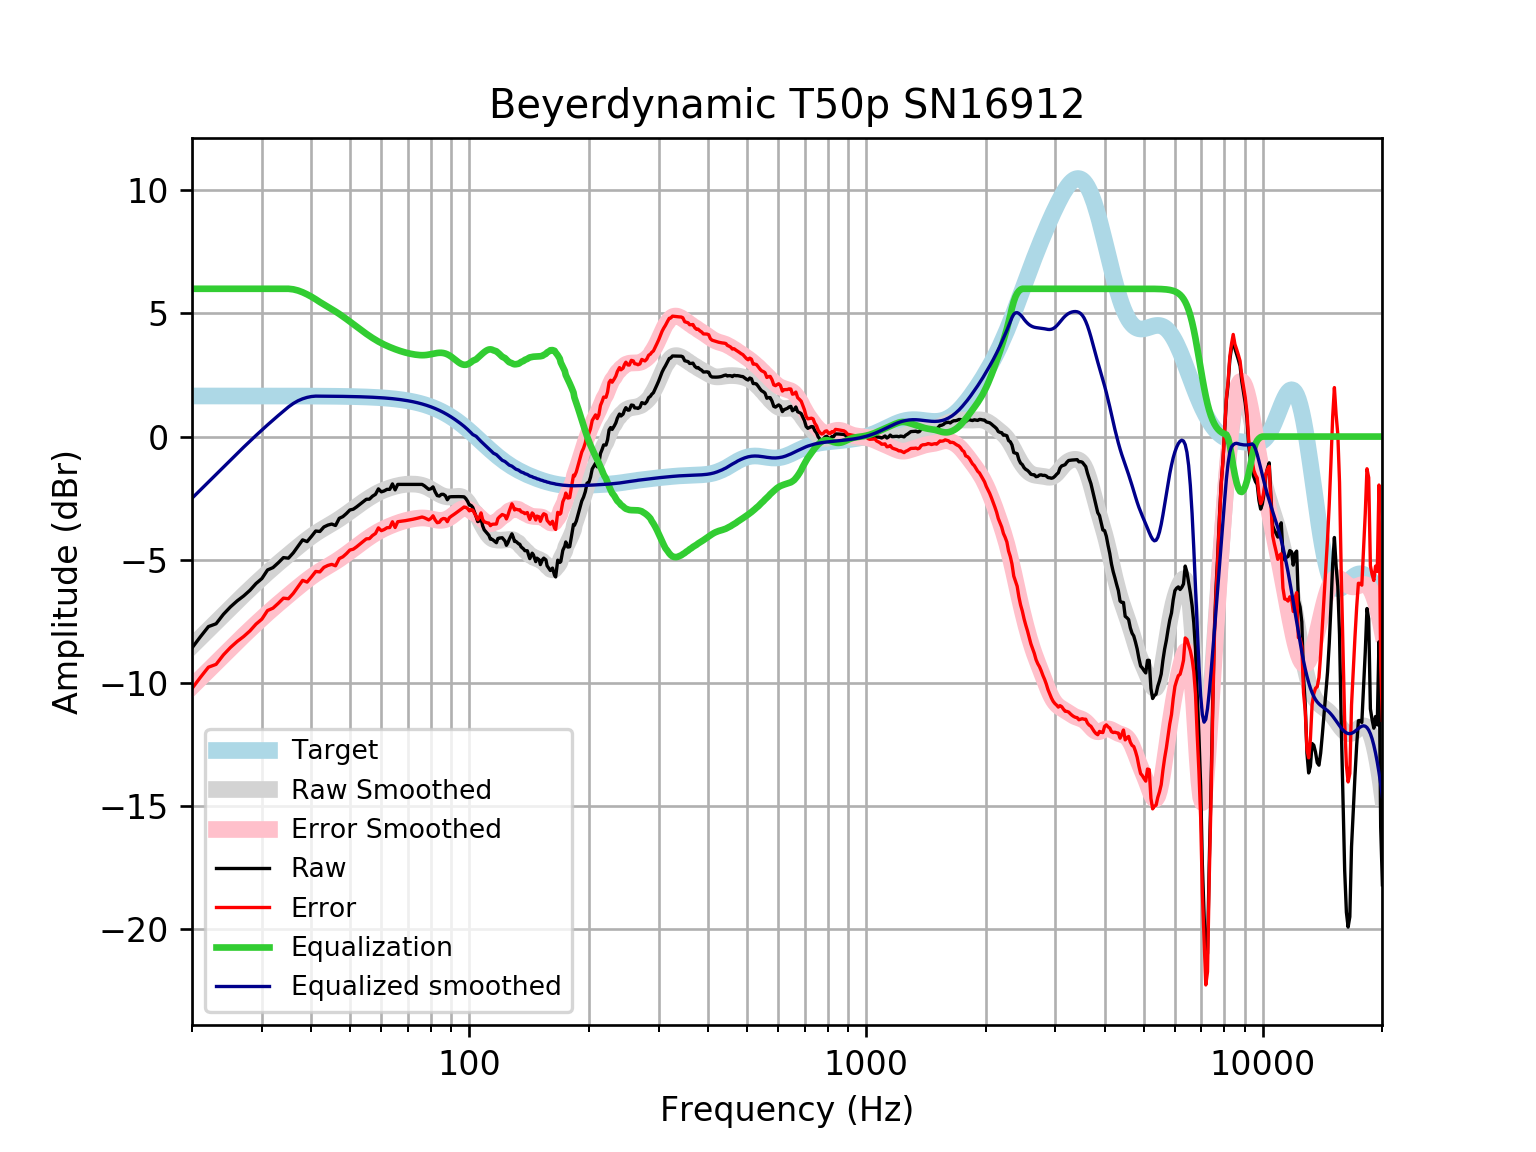 Beyerdynamic T50p SN16912
10
5
0
−5
−10
−15
−20
Amplitude (dBr)
Target
Raw Smoothed
Error Smoothed
Raw
Error
Equalization
Equalized smoothed
100
1000
10000
Frequency (Hz)